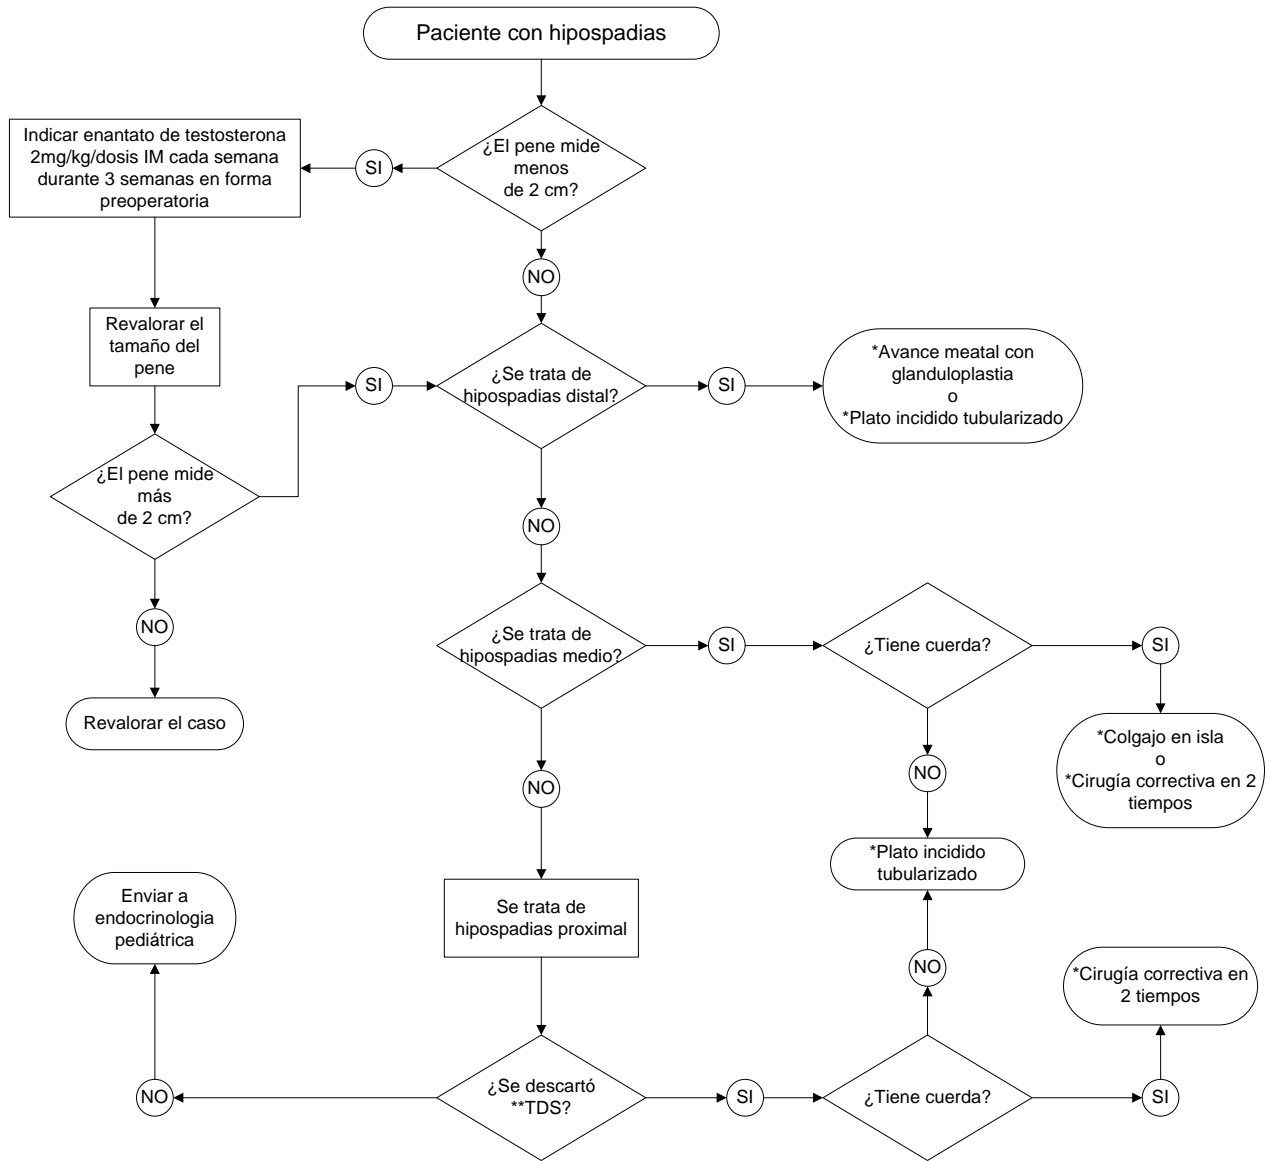 Paciente con hipospadias
¿El pene mide
menos
de 2 cm?
SI
Indicar enantato de testosterona
2mg/kg/dosis IM cada semana
durante 3 semanas en forma
preoperatoria
NO
Revalorar el
tamaño del
pene
¿El pene mide
más
de 2 cm?
SI
¿Se trata de
hipospadias distal?
SI
*Avance meatal con
glanduloplastia
o
*Plato incidido tubularizado
NO
NO
Revalorar el caso
¿Se trata de
hipospadias medio?
SI
¿Tiene cuerda?
SI
*Colgajo en isla
o
*Cirugía correctiva en 2
tiempos
NO
NO
*Plato incidido
tubularizado
Se trata de
hipospadias proximal
Enviar a
endocrinologia
pediátrica
NO
*Cirugía correctiva en
2 tiempos
NO
¿Se descartó
**TDS?
SI
¿Tiene cuerda?
SI